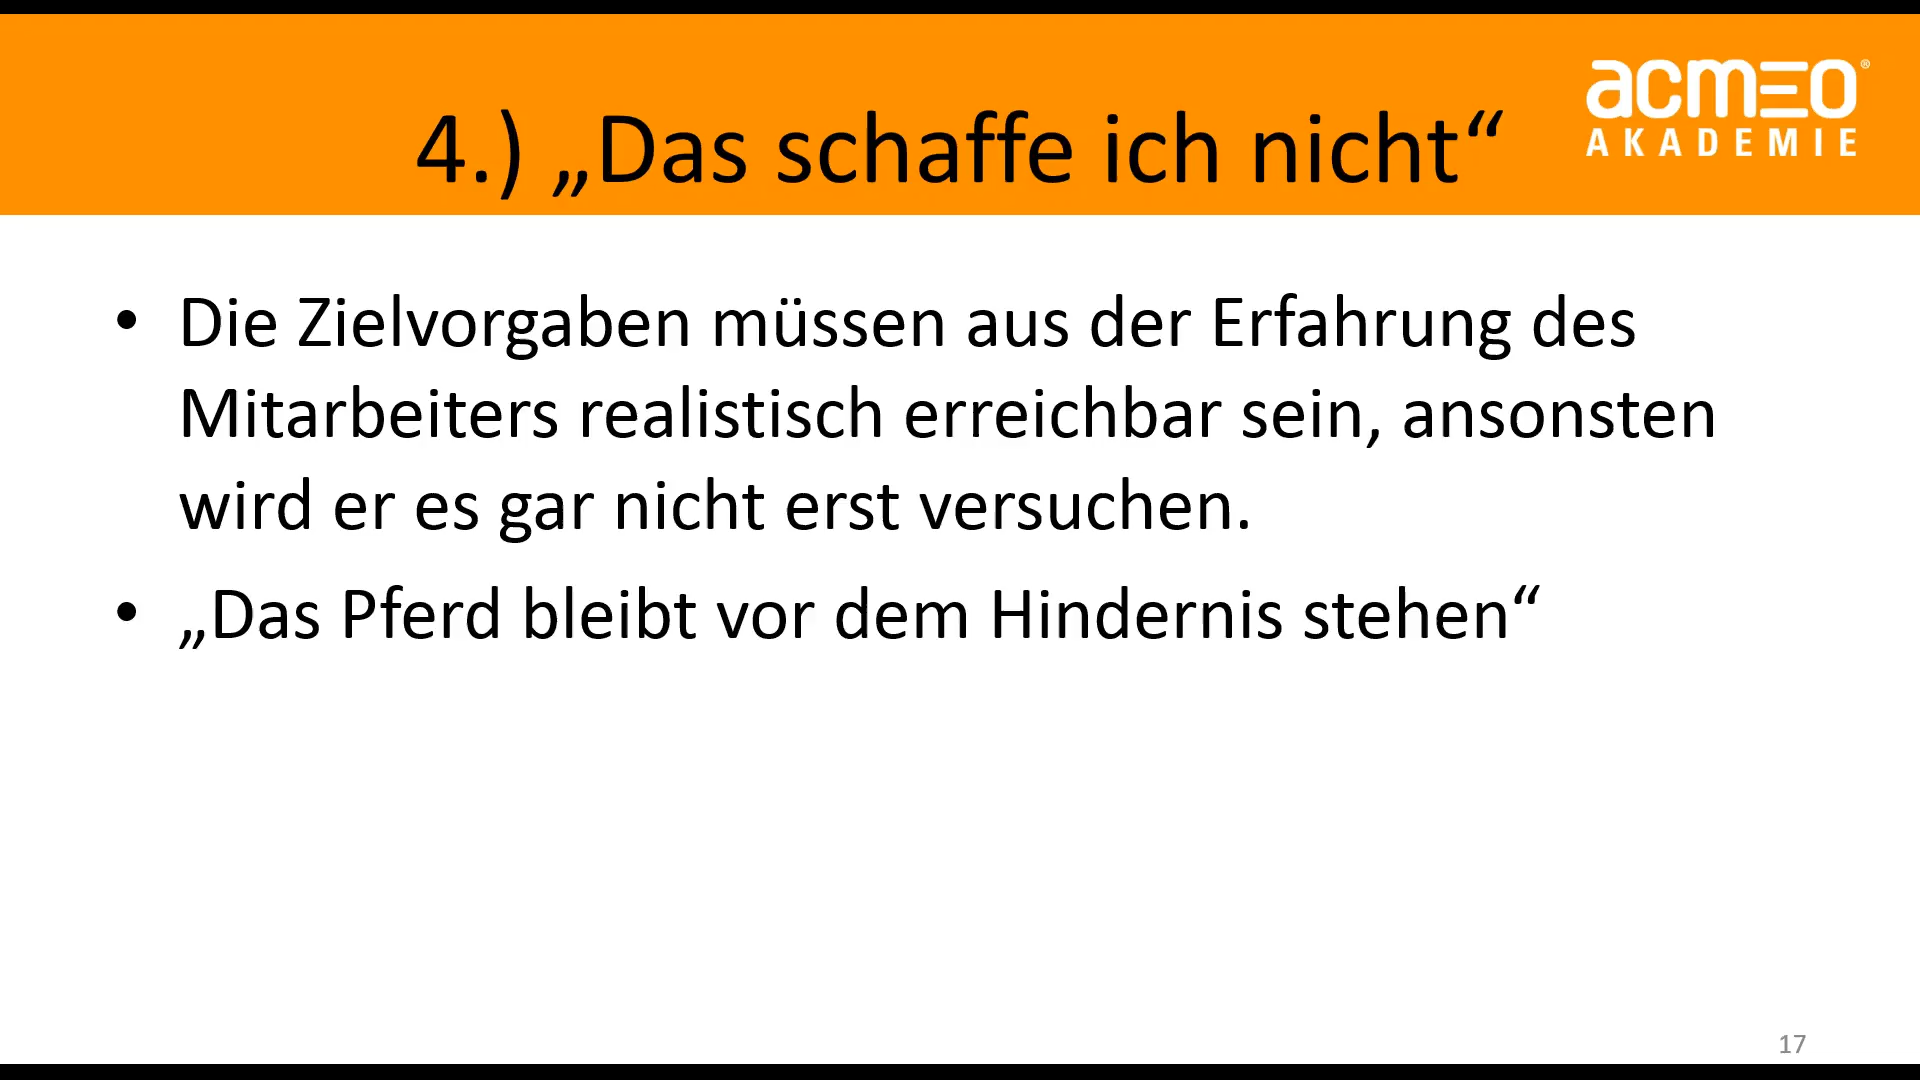 acmeo®
AKADEMIE
4.) „Das schaffe ich nicht“
• Die Zielvorgaben müssen aus der Erfahrung des
Mitarbeiters realistisch erreichbar sein, ansonsten
wird er es gar nicht erst versuchen.
• „Das Pferd bleibt vor dem Hindernis stehen“
17